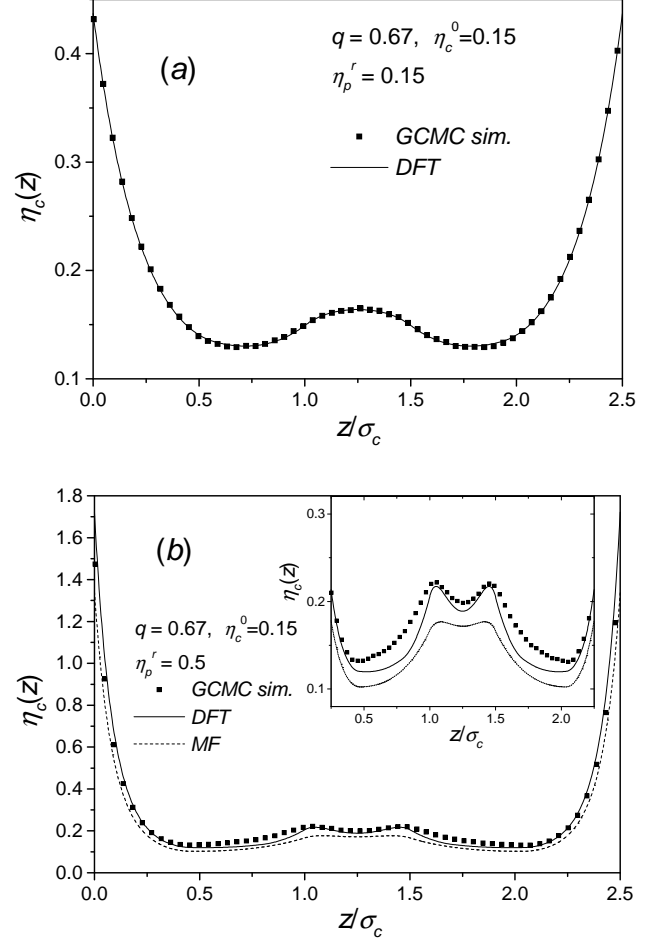 (a)
q = 0.67, η_c^0=0.15
η_p^r = 0.15
GCMC sim.
DFT
η_c(z)
0.4
0.3
0.2
0.1
0.0 0.5 1.0 1.5 2.0 2.5
z/σ_c
(b)
q = 0.67, η_c^0=0.15
η_p^r = 0.5
GCMC sim.
DFT
MF
η_c(z)
1.8
1.6
1.4
1.2
1.0
0.8
0.6
0.4
0.2
0.0
0.0 0.5 1.0 1.5 2.0 2.5
z/σ_c
η_c(z)
0.3
0.2
0.1
0.5 1.0 1.5 2.0
z/σ_c